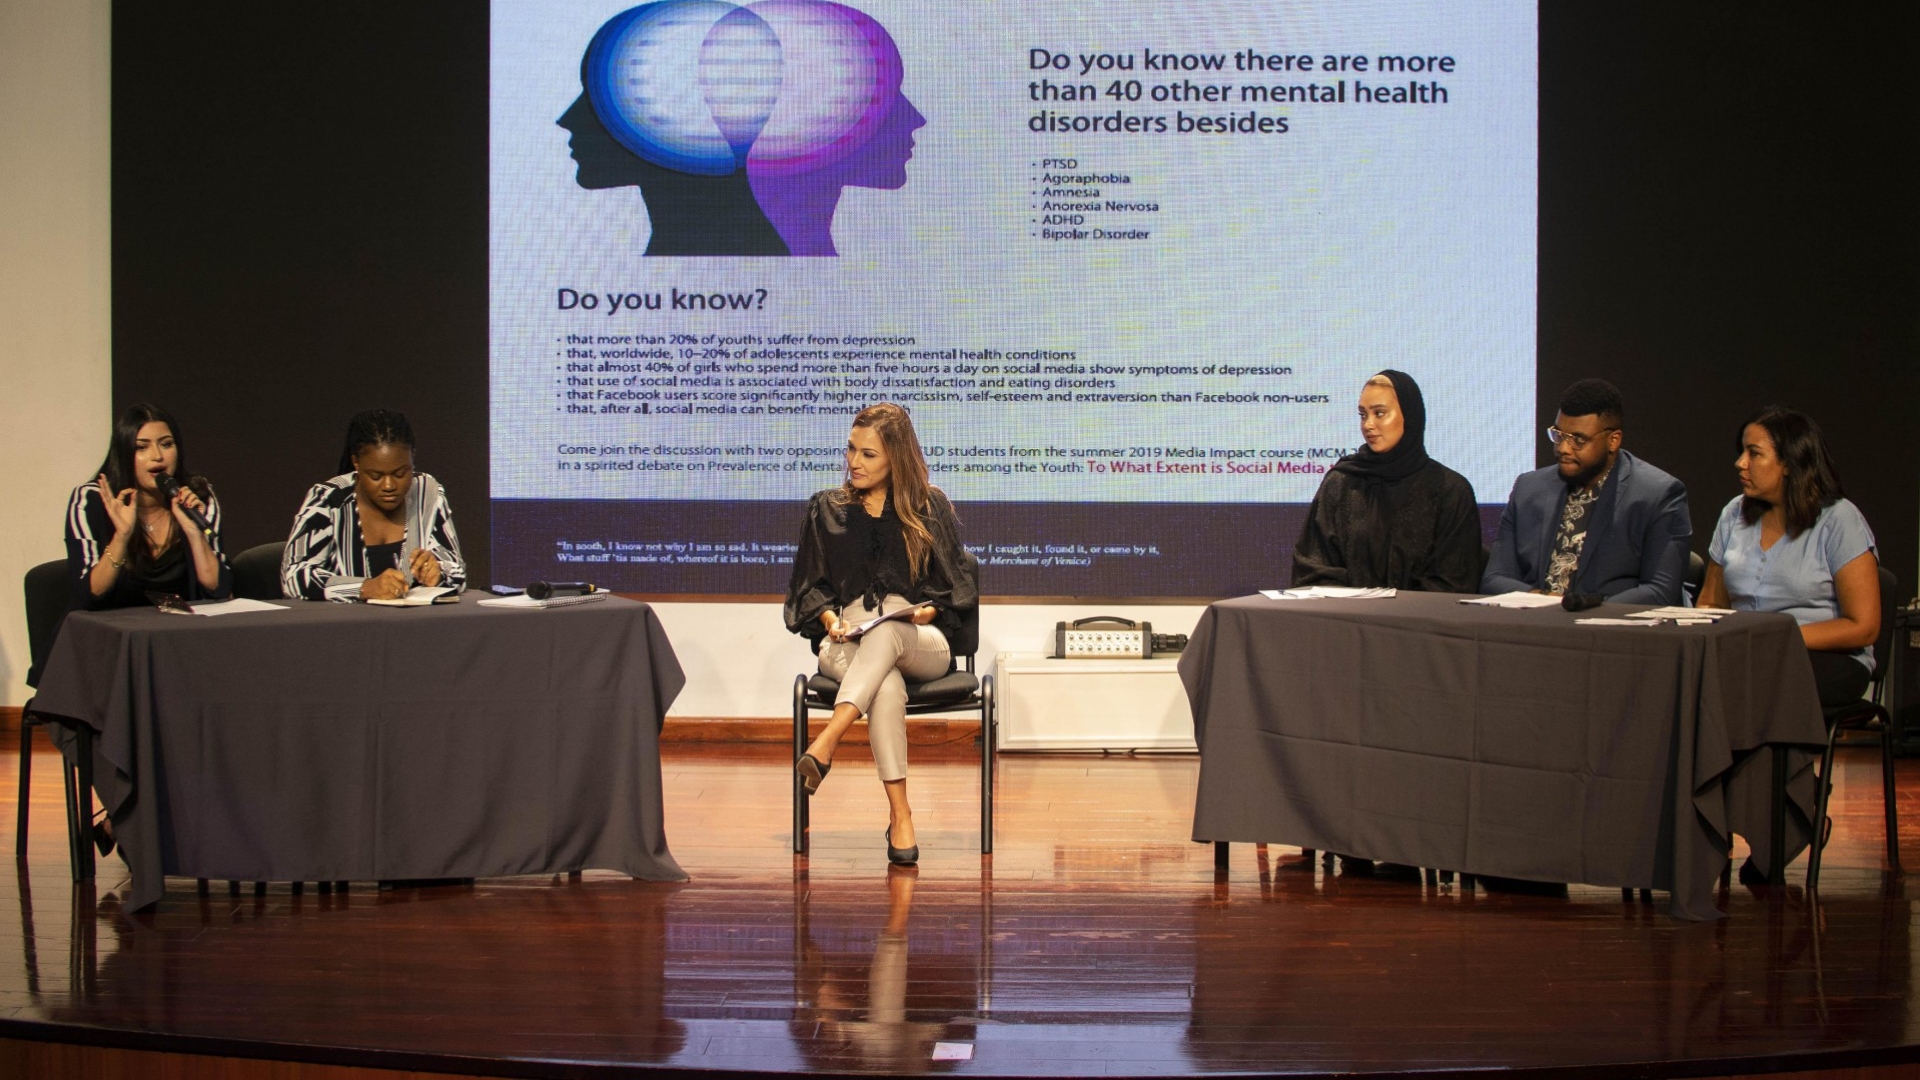 Do you know there are more
than 40 other mental health
disorders besides
· PTSD
· Agoraphobia
· Amnesia
· Anorexia Nervosa
· ADHD
· Bipolar Disorder
Do you know?
· that more than 20% of youths suffer from depression
· that, worldwide, 10–20% of adolescents experience mental health conditions
· that almost 40% of girls who spend more than five hours a day on social media show symptoms of depression
· that use of social media is associated with body dissatisfaction and eating disorders
· that Facebook users score significantly higher on narcissism, self-esteem and extraversion than Facebook non-users
· that, after all, social media can benefit mental
Come join the discussion with two opposing UD students from the summer 2019 Media Impact course (MCM
in a spirited debate on Prevalence of Mental rders among the Youth: To What Extent is Social Media
“In sooth, I know not why I am so sad. It wearies how I caught it, found it, or came by it,
What stuff 'tis made of, whereof it is born, I am he Merchant of Venice)